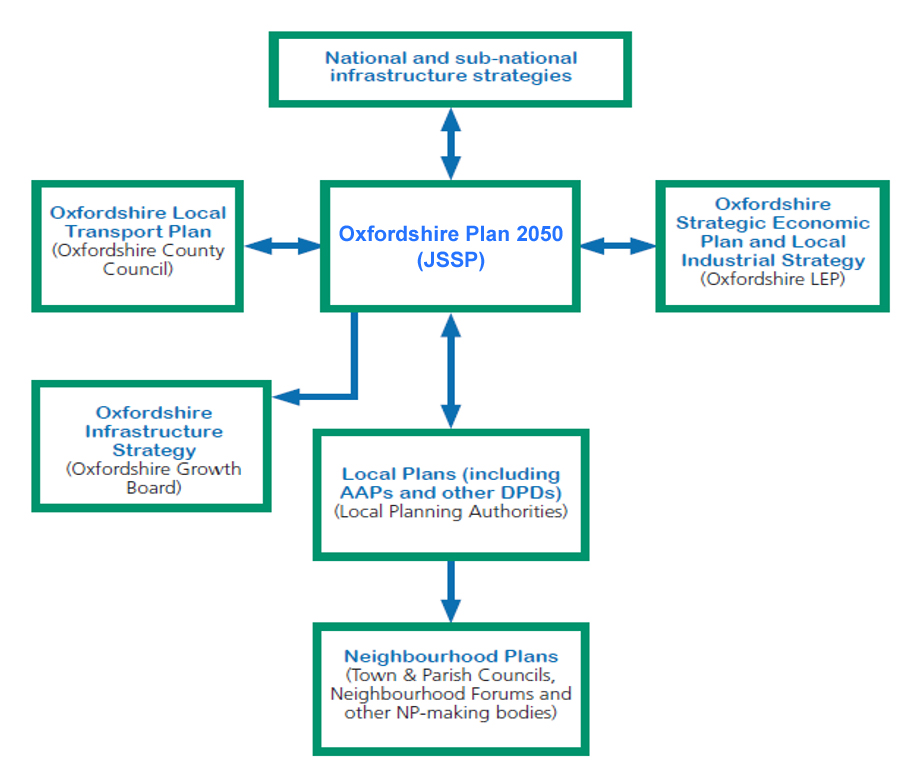 National and sub-national
infrastructure strategies
Oxfordshire Local
Transport Plan
(Oxfordshire County
Council)
Oxfordshire Plan 2050
(JSSP)
Oxfordshire
Strategic Economic
Plan and Local
Industrial Strategy
(Oxfordshire LEP)
Oxfordshire
Infrastructure
Strategy
(Oxfordshire Growth
Board)
Local Plans (including
AAPs and other DPDs)
(Local Planning Authorities)
Neighbourhood Plans
(Town & Parish Councils,
Neighbourhood Forums and
other NP-making bodies)